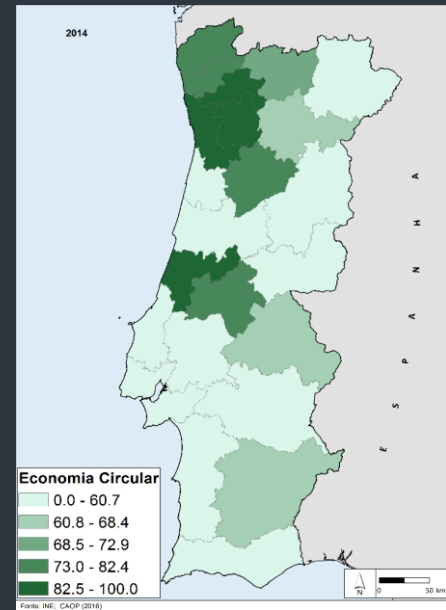 2014
E S P A N H A
Economia Circular
0.0 - 60.7
60.8 - 68.4
68.5 - 72.9
73.0 - 82.4
82.5 - 100.0
N
0 50 km
Fonts: INE; CAOP (2016)